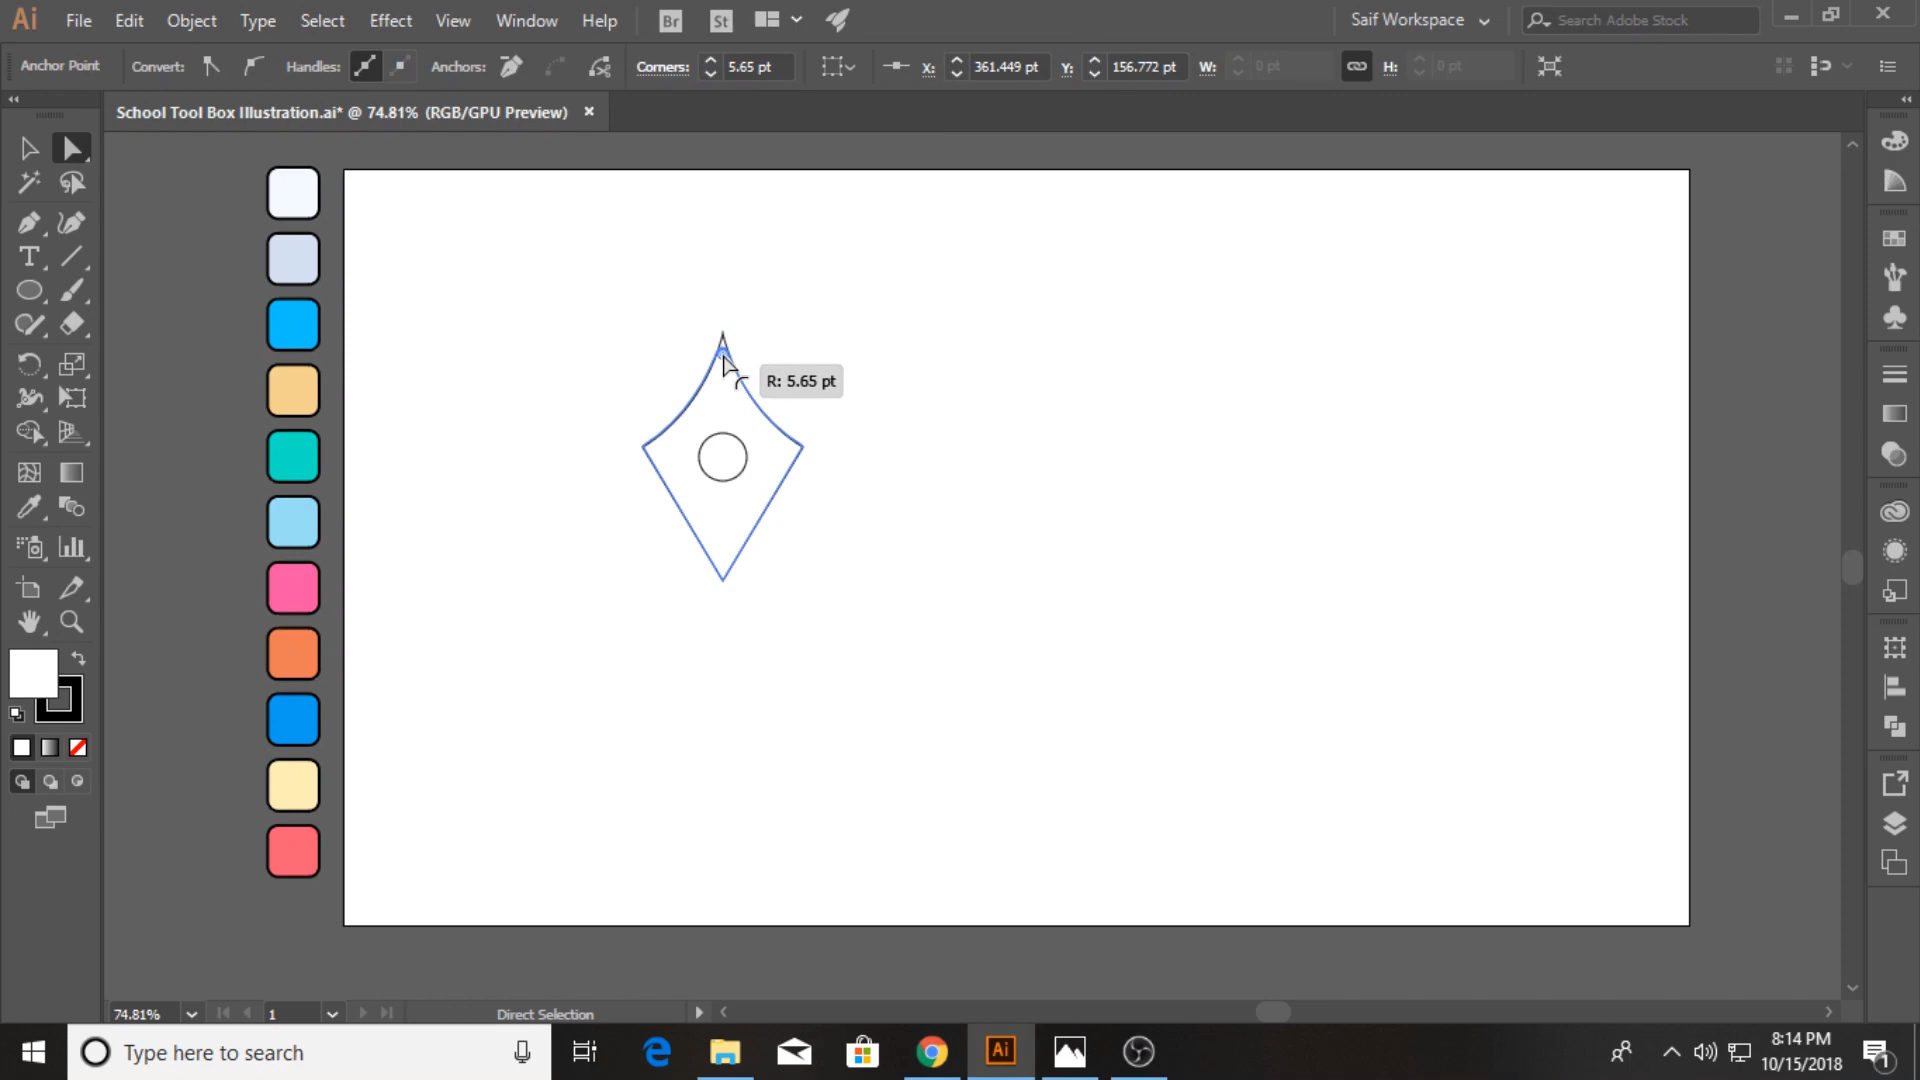 Ai File Edit Object Type Select Effect View Window Help Br St Saif Workspace Search Adobe Stock
Anchor Point Convert: Handles: Anchors: Corners: 5.65 pt X: 361.449 pt Y: 156.772 pt W: 0 pt H: 0 pt
School Tool Box Illustration.ai* @ 74.81% (RGB/GPU Preview)
R: 5.65 pt
74.81% 1 Direct Selection
Type here to search
Ai
8:14 PM
10/15/2018
1